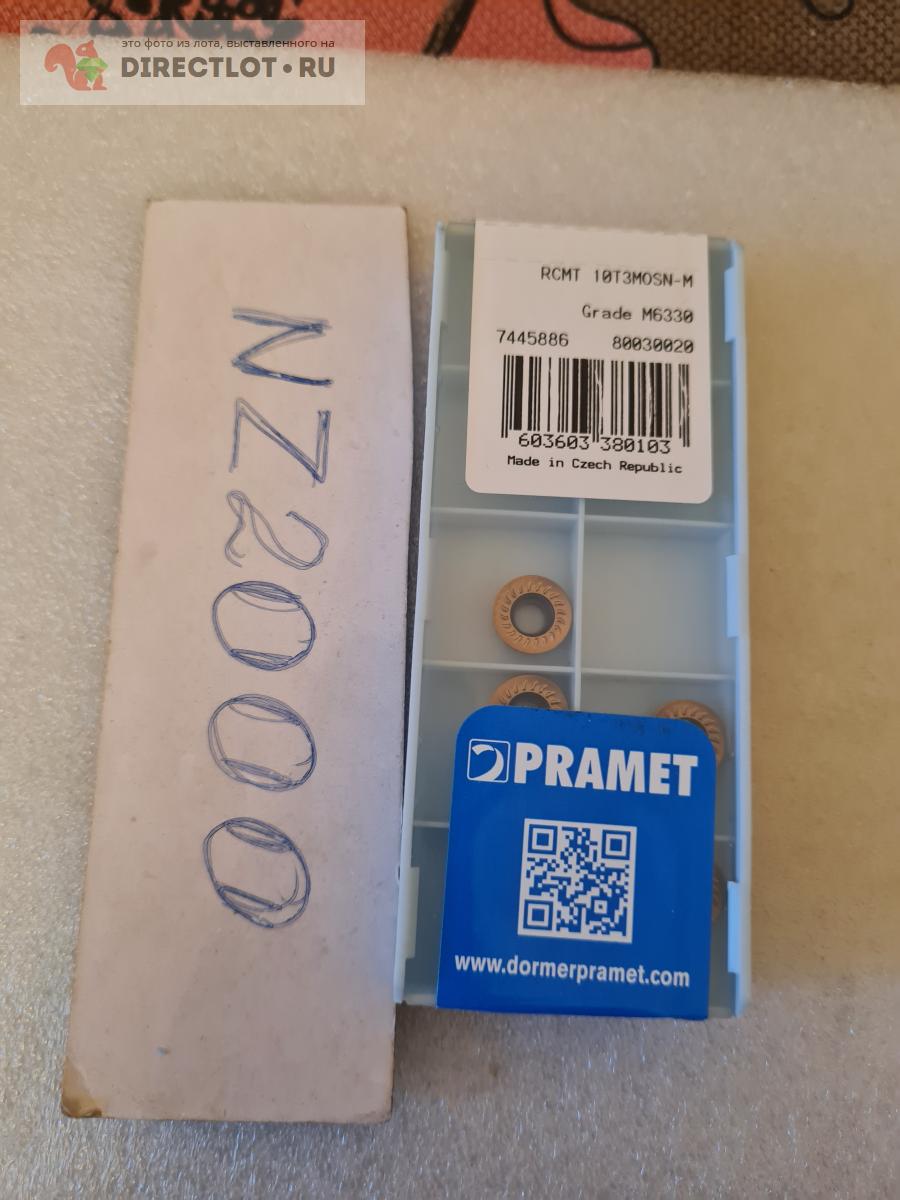 это фото из лота, выставленного на
DIRECTLOT•RU
NZ2000
RCMT 10T3MOSN-M
Grade M6330
7445886 80030020
603603 380103
Made in Czech Republic
PRAMET
www.dormerpramet.com